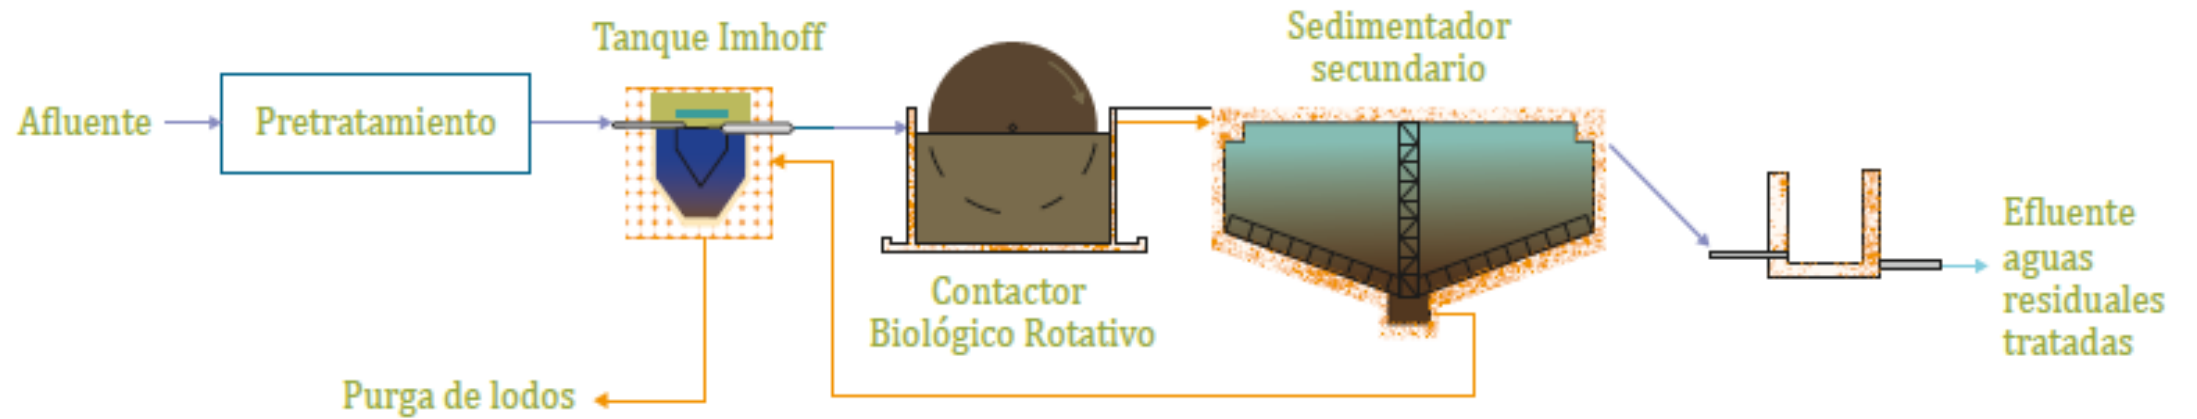 Tanque Imhoff
Sedimentador
secundario
Afluente
Pretratamiento
Contactor
Biológico Rotativo
Efluente
aguas
residuales
tratadas
Purga de lodos